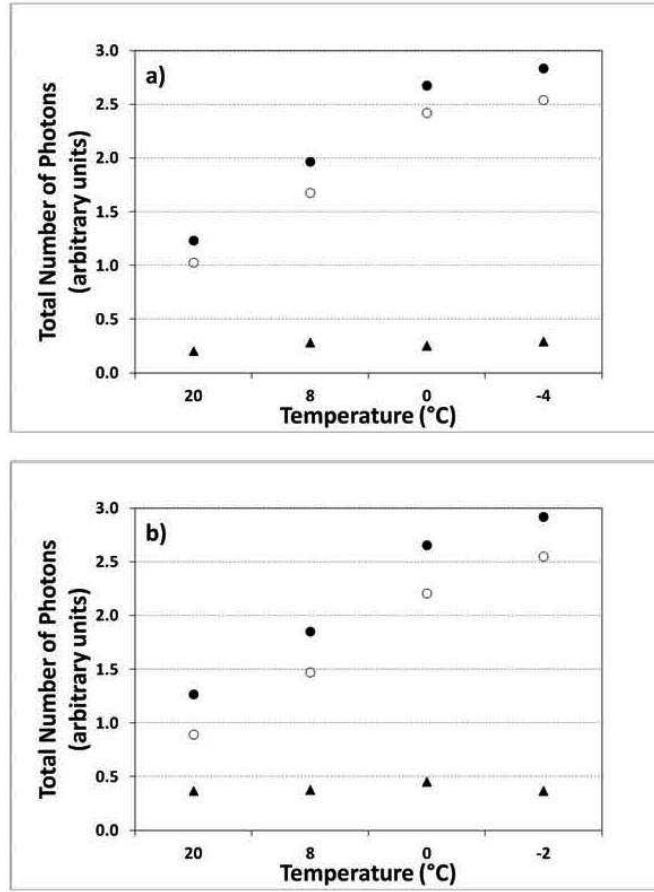 a)
Total Number of Photons
(arbitrary units)
3.0
2.5
2.0
1.5
1.0
0.5
0.0
20 8 0 -4
Temperature (°C)
b)
Total Number of Photons
(arbitrary units)
3.0
2.5
2.0
1.5
1.0
0.5
0.0
20 8 0 -2
Temperature (°C)